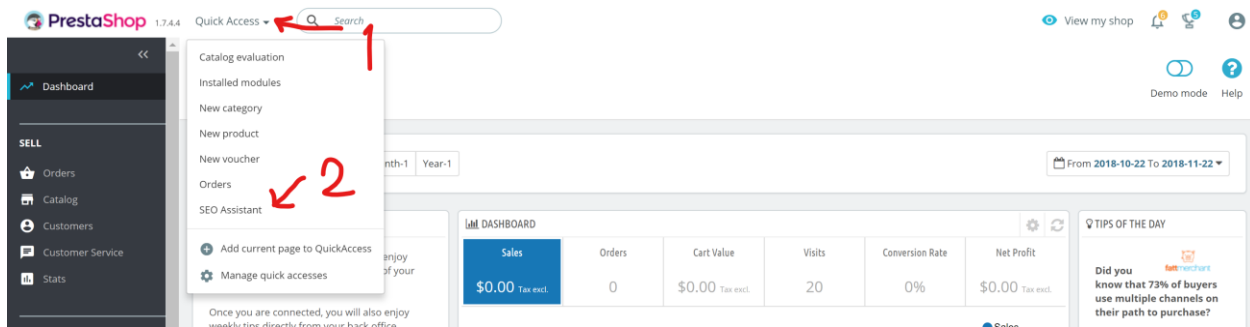 PrestaShop 1.7.4.4 Quick Access Search View my shop 6 5
1
Catalog evaluation
Installed modules
New category
New product
New voucher
Orders
SEO Assistant
2
Add current page to QuickAccess
Manage quick accesses
Dashboard
SELL
Orders
Catalog
Customers
Customer Service
Stats
Demo mode Help
nth-1 Year-1
From 2018-10-22 To 2018-11-22
enjoy
of your
Once you are connected, you will also enjoy
weekly tips directly from your back office.
DASHBOARD
Sales Orders Cart Value Visits Conversion Rate Net Profit
$0.00 Tax excl. 0 $0.00 Tax excl. 20 0% $0.00 Tax excl.
Sales
TIPS OF THE DAY
fattmerchant
Did you
know that 73% of buyers
use multiple channels on
their path to purchase?